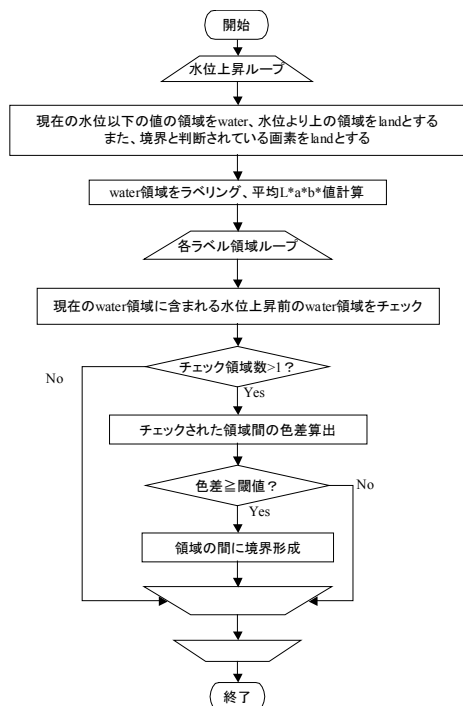 開始
水位上昇ループ
現在の水位以下の値の領域をwater、水位より上の領域をlandとする
また、境界と判断されている画素をlandとする
water領域をラベリング、平均L*a*b*値計算
各ラベル領域ループ
現在のwater領域に含まれる水位上昇前のwater領域をチェック
チェック領域数>1？
No
Yes
チェックされた領域間の色差算出
色差≧閾値？
No
Yes
領域の間に境界形成
終了